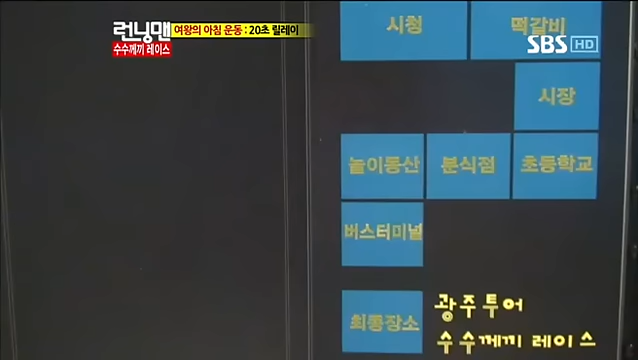 런닝맨 여왕의 아침 운동 : 20초 릴레이
수수께끼 레이스
SBS HD
시청 떡갈비
시장
놀이동산 분식점 초등학교
버스터미널
최종장소
광주투어
수수께끼 레이스